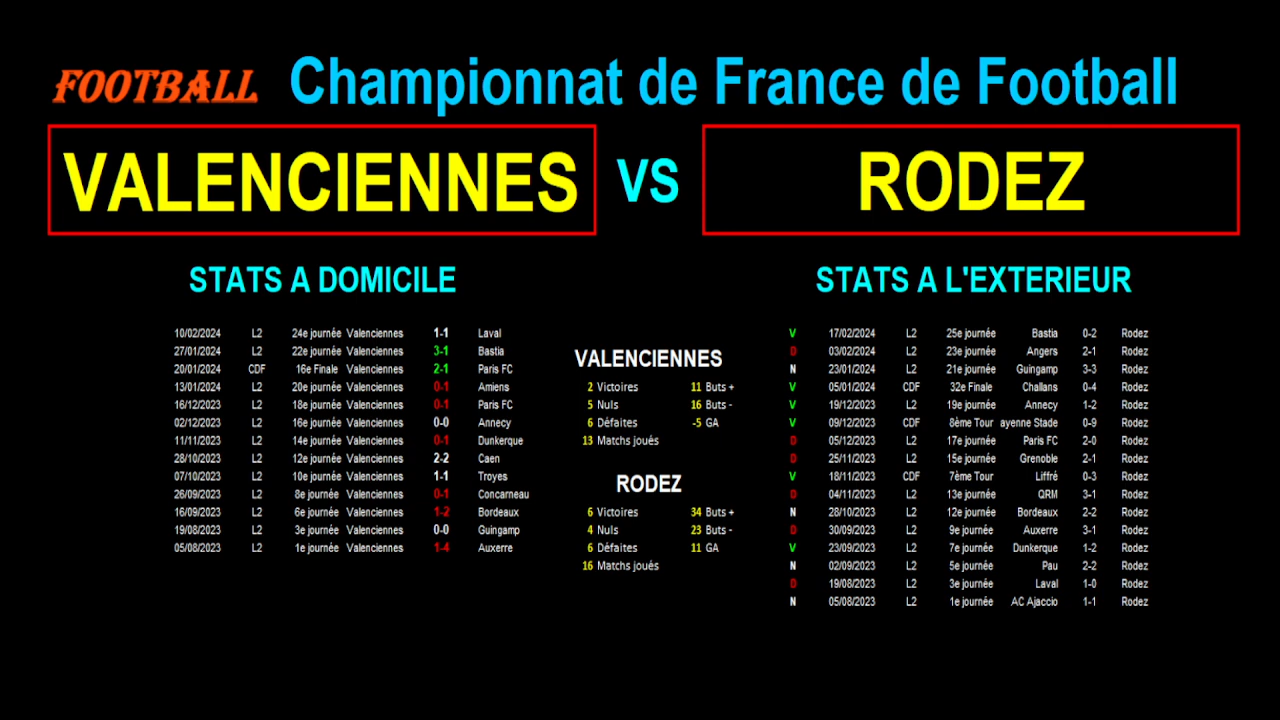 FOOTBALL Championnat de France de Football
VALENCIENNES VS RODEZ
STATS A DOMICILE
10/02/2024 L2 24e journée Valenciennes 1-1 Laval
27/01/2024 L2 22e journée Valenciennes 3-1 Bastia
20/01/2024 CDF 16e Finale Valenciennes 2-1 Paris FC
13/01/2024 L2 20e journée Valenciennes 0-1 Amiens
16/12/2023 L2 18e journée Valenciennes 0-1 Paris FC
02/12/2023 L2 16e journée Valenciennes 0-0 Annecy
11/11/2023 L2 14e journée Valenciennes 0-1 Dunkerque
28/10/2023 L2 12e journée Valenciennes 2-2 Caen
07/10/2023 L2 10e journée Valenciennes 1-1 Troyes
26/09/2023 L2 8e journée Valenciennes 0-1 Concarneau
16/09/2023 L2 6e journée Valenciennes 1-2 Bordeaux
19/08/2023 L2 3e journée Valenciennes 0-0 Guingamp
05/08/2023 L2 1e journée Valenciennes 1-4 Auxerre
VALENCIENNES
2 Victoires 11 Buts +
5 Nuls 16 Buts -
6 Défaites -5 GA
13 Matchs joués
RODEZ
6 Victoires 34 Buts +
4 Nuls 23 Buts -
6 Défaites 11 GA
16 Matchs joués
STATS A L'EXTERIEUR
V 17/02/2024 L2 25e journée Bastia 0-2 Rodez
D 03/02/2024 L2 23e journée Angers 2-1 Rodez
N 23/01/2024 L2 21e journée Guingamp 3-3 Rodez
V 05/01/2024 CDF 32e Finale Challans 0-4 Rodez
V 19/12/2023 L2 19e journée Annecy 1-2 Rodez
V 09/12/2023 CDF 8ème Tour ayenne Stade 0-9 Rodez
D 05/12/2023 L2 17e journée Paris FC 2-0 Rodez
D 25/11/2023 L2 15e journée Grenoble 2-1 Rodez
V 18/11/2023 CDF 7ème Tour Liffré 0-3 Rodez
D 04/11/2023 L2 13e journée QRM 3-1 Rodez
N 28/10/2023 L2 12e journée Bordeaux 2-2 Rodez
D 30/09/2023 L2 9e journée Auxerre 3-1 Rodez
V 23/09/2023 L2 7e journée Dunkerque 1-2 Rodez
N 02/09/2023 L2 5e journée Pau 2-2 Rodez
D 19/08/2023 L2 3e journée Laval 1-0 Rodez
N 05/08/2023 L2 1e journée AC Ajaccio 1-1 Rodez